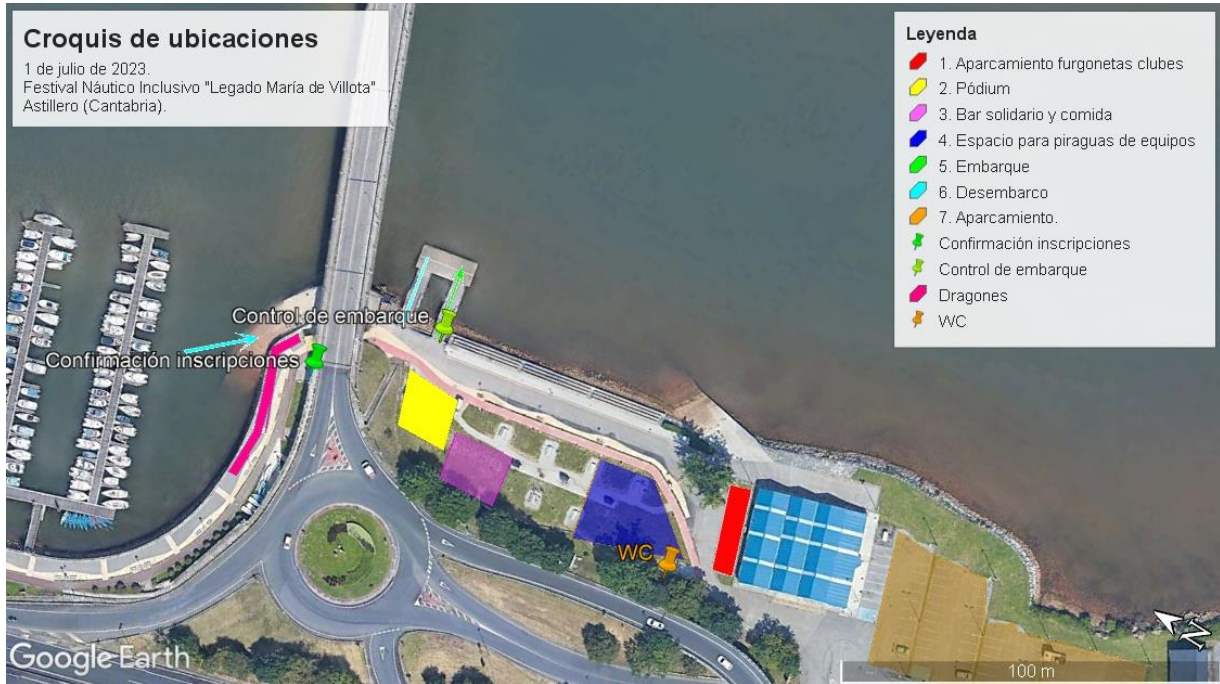 Croquis de ubicaciones
1 de julio de 2023.
Festival Náutico Inclusivo "Legado María de Villota"
Astillero (Cantabria).
Leyenda
1. Aparcamiento furgonetas clubes
2. Pódium
3. Bar solidario y comida
4. Espacio para piraguas de equipos
5. Embarque
6. Desembarco
7. Aparcamiento.
Confirmación inscripciones
Control de embarque
Dragones
WC
Control de embarque
Confirmación inscripciones
WC
Google Earth
100 m
N